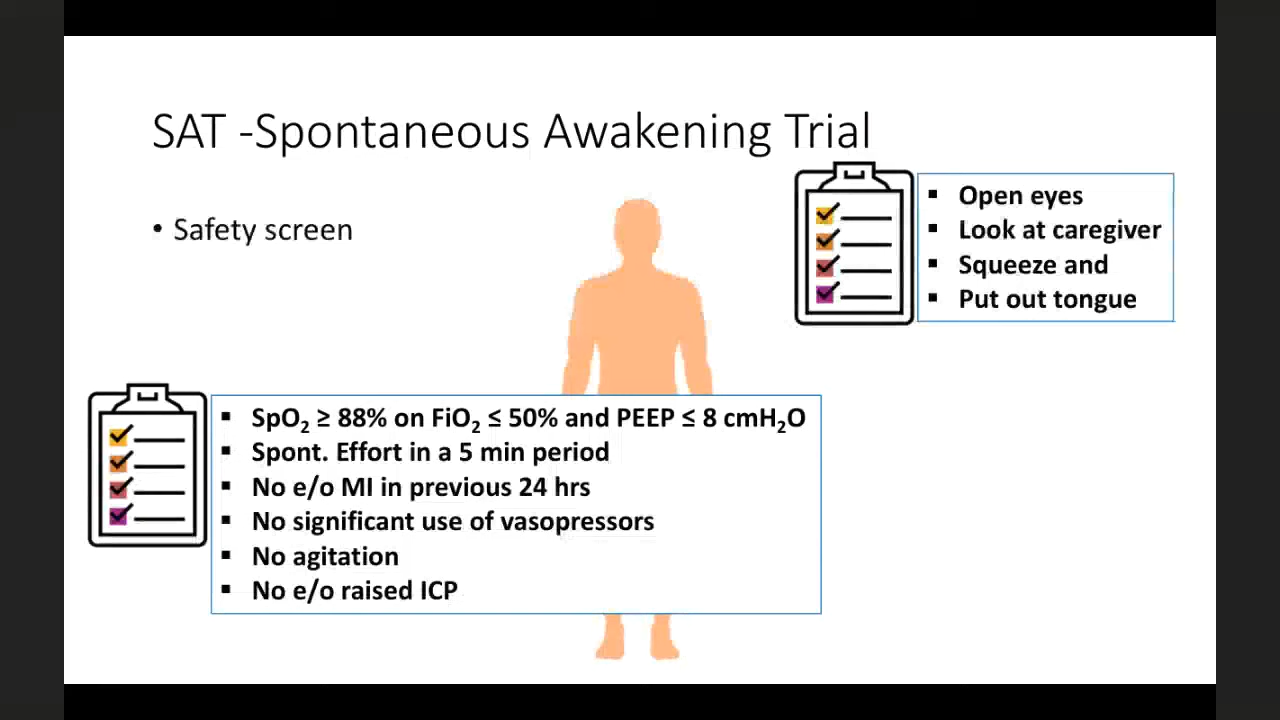 SAT -Spontaneous Awakening Trial
• Safety screen
▪ Open eyes
▪ Look at caregiver
▪ Squeeze and
▪ Put out tongue
▪ SpO₂ ≥ 88% on FiO₂ ≤ 50% and PEEP ≤ 8 cmH₂O
▪ Spont. Effort in a 5 min period
▪ No e/o MI in previous 24 hrs
▪ No significant use of vasopressors
▪ No agitation
▪ No e/o raised ICP